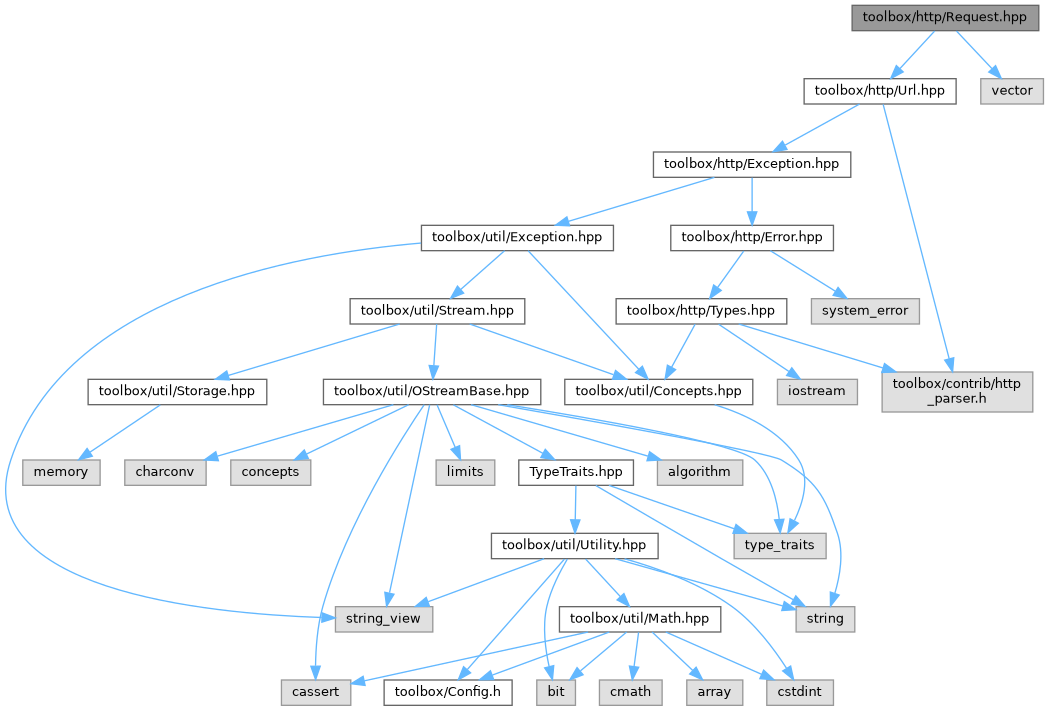 toolbox/http/Request.hpp
toolbox/http/Url.hpp
vector
toolbox/http/Exception.hpp
toolbox/util/Exception.hpp
toolbox/http/Error.hpp
toolbox/util/Stream.hpp
toolbox/http/Types.hpp
system_error
toolbox/util/Storage.hpp
toolbox/util/OStreamBase.hpp
toolbox/util/Concepts.hpp
iostream
toolbox/contrib/http
_parser.h
memory
charconv
concepts
limits
TypeTraits.hpp
algorithm
toolbox/util/Utility.hpp
type_traits
string_view
toolbox/util/Math.hpp
string
cassert
toolbox/Config.h
bit
cmath
array
cstdint